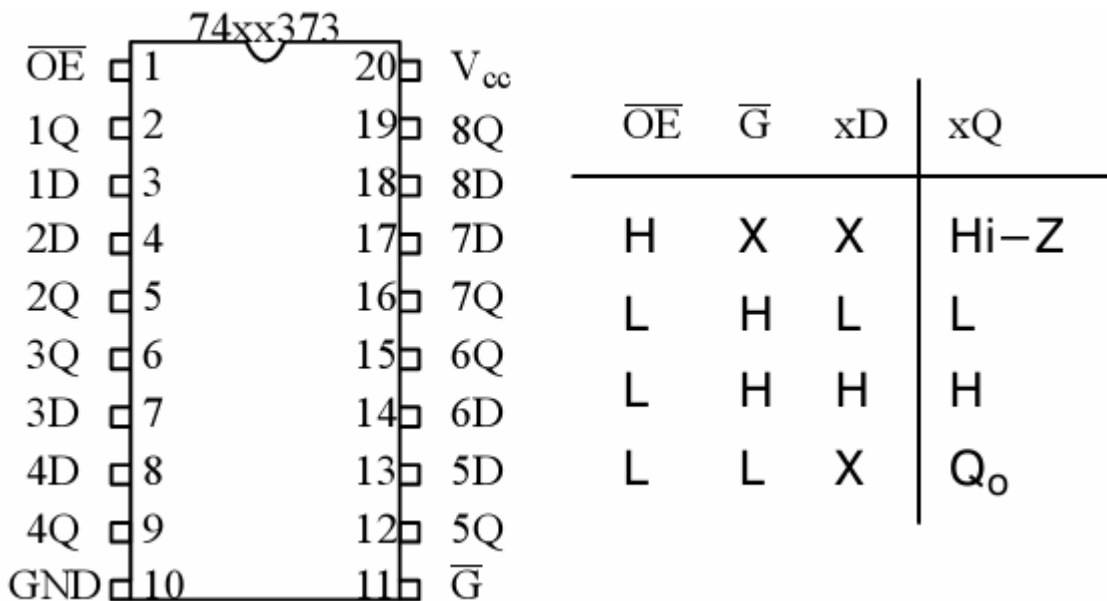 74xx373
O̅E̅ 1 20 Vcc
1Q 2 19 8Q
1D 3 18 8D
2D 4 17 7D
2Q 5 16 7Q
3Q 6 15 6Q
3D 7 14 6D
4D 8 13 5D
4Q 9 12 5Q
GND 10 11 G̅
O̅E̅ G̅ xD xQ
H X X Hi–Z
L H L L
L H H H
L L X Qo